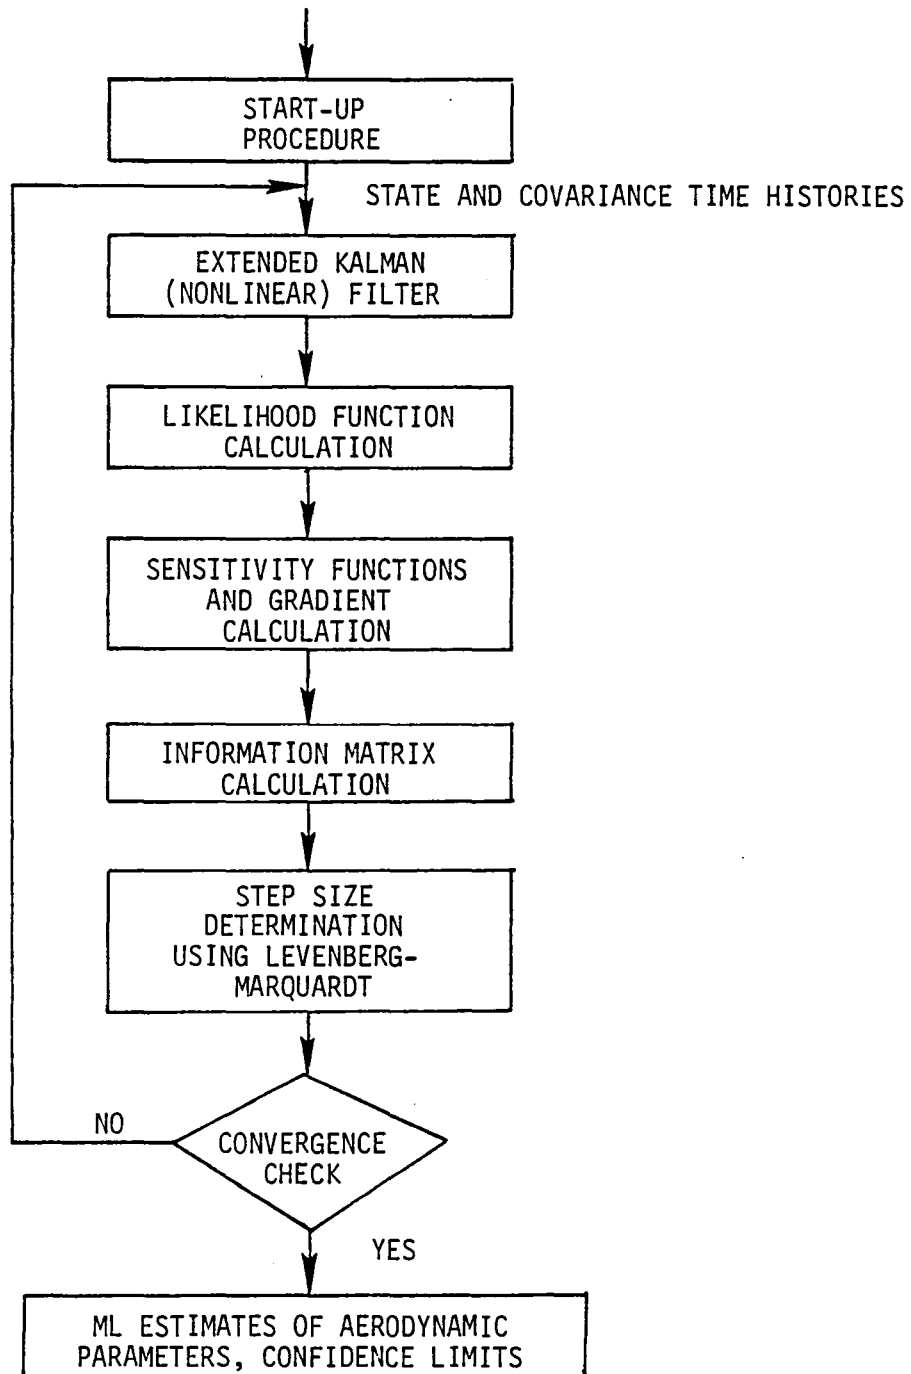 START-UP
PROCEDURE
STATE AND COVARIANCE TIME HISTORIES
EXTENDED KALMAN
(NONLINEAR) FILTER
LIKELIHOOD FUNCTION
CALCULATION
SENSITIVITY FUNCTIONS
AND GRADIENT
CALCULATION
INFORMATION MATRIX
CALCULATION
STEP SIZE
DETERMINATION
USING LEVENBERG-
MARQUARDT
NO
CONVERGENCE
CHECK
YES
ML ESTIMATES OF AERODYNAMIC
PARAMETERS, CONFIDENCE LIMITS